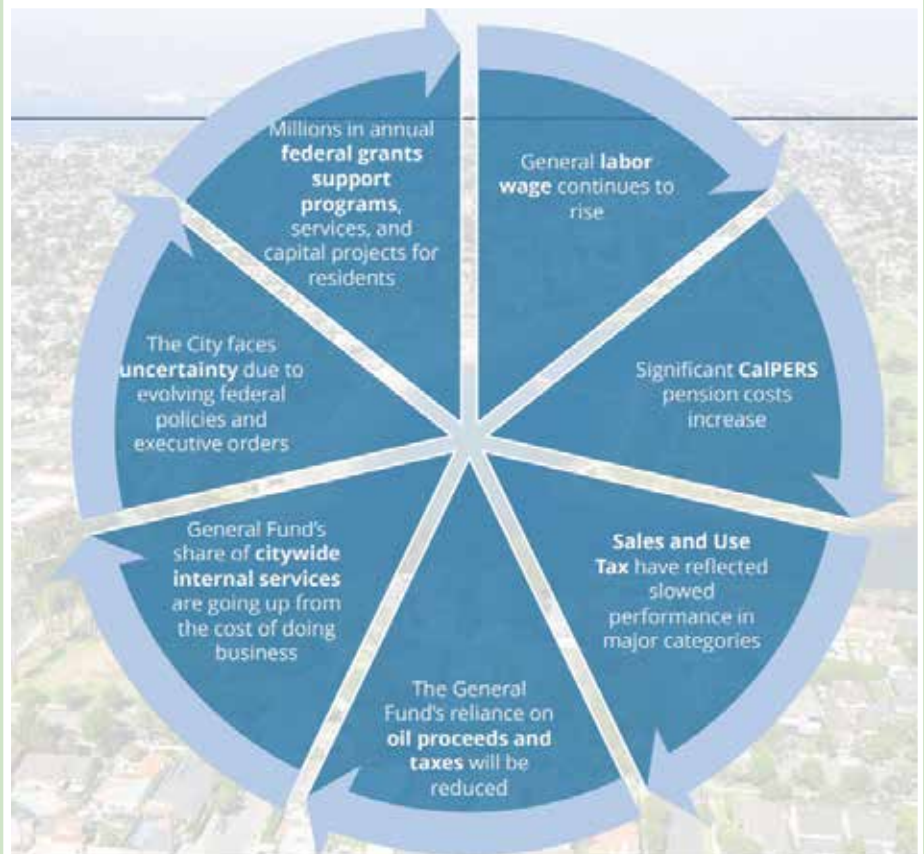 General labor
wage continues to
rise
Significant CalPERS
pension costs
increase
Sales and Use
Tax have reflected
slowed
performance in
major categories
The General
Fund's reliance on
oil proceeds and
taxes will be
reduced
General Fund's
share of citywide
internal services
are going up from
the cost of doing
business
The City faces
uncertainty due to
evolving federal
policies and
executive orders
Millions in annual
federal grants
support
programs,
services, and
capital projects for
residents